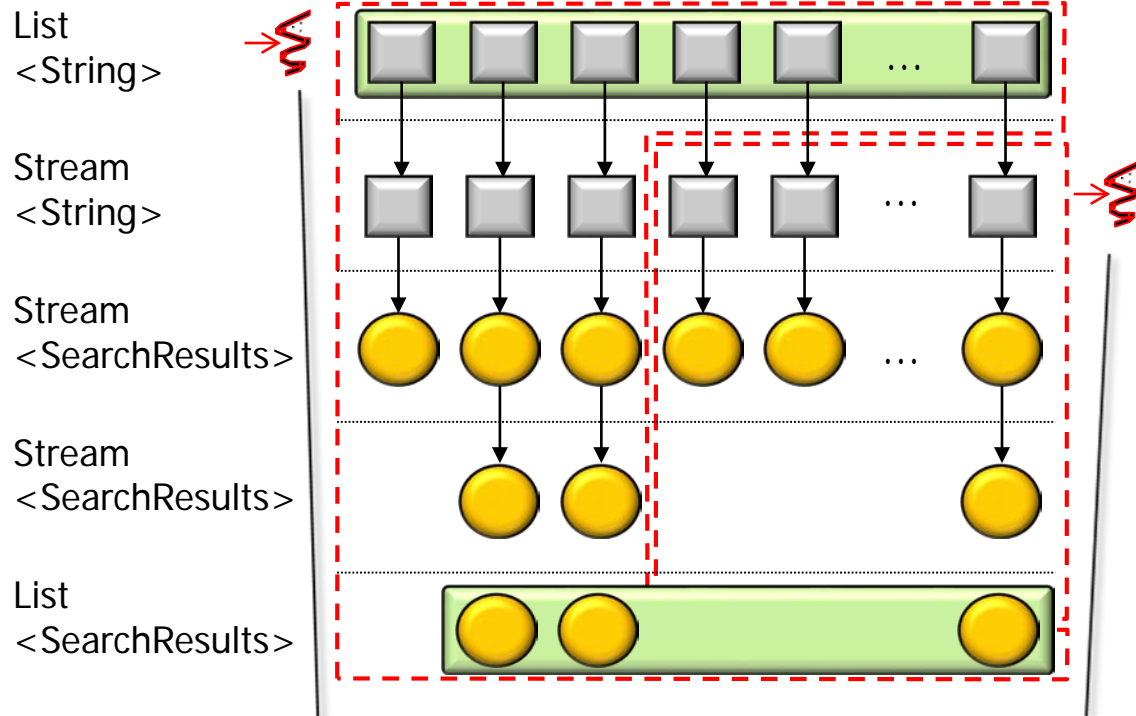 List
<String>
...
Stream
<String>
...
Stream
<SearchResults>
...
Stream
<SearchResults>
List
<SearchResults>